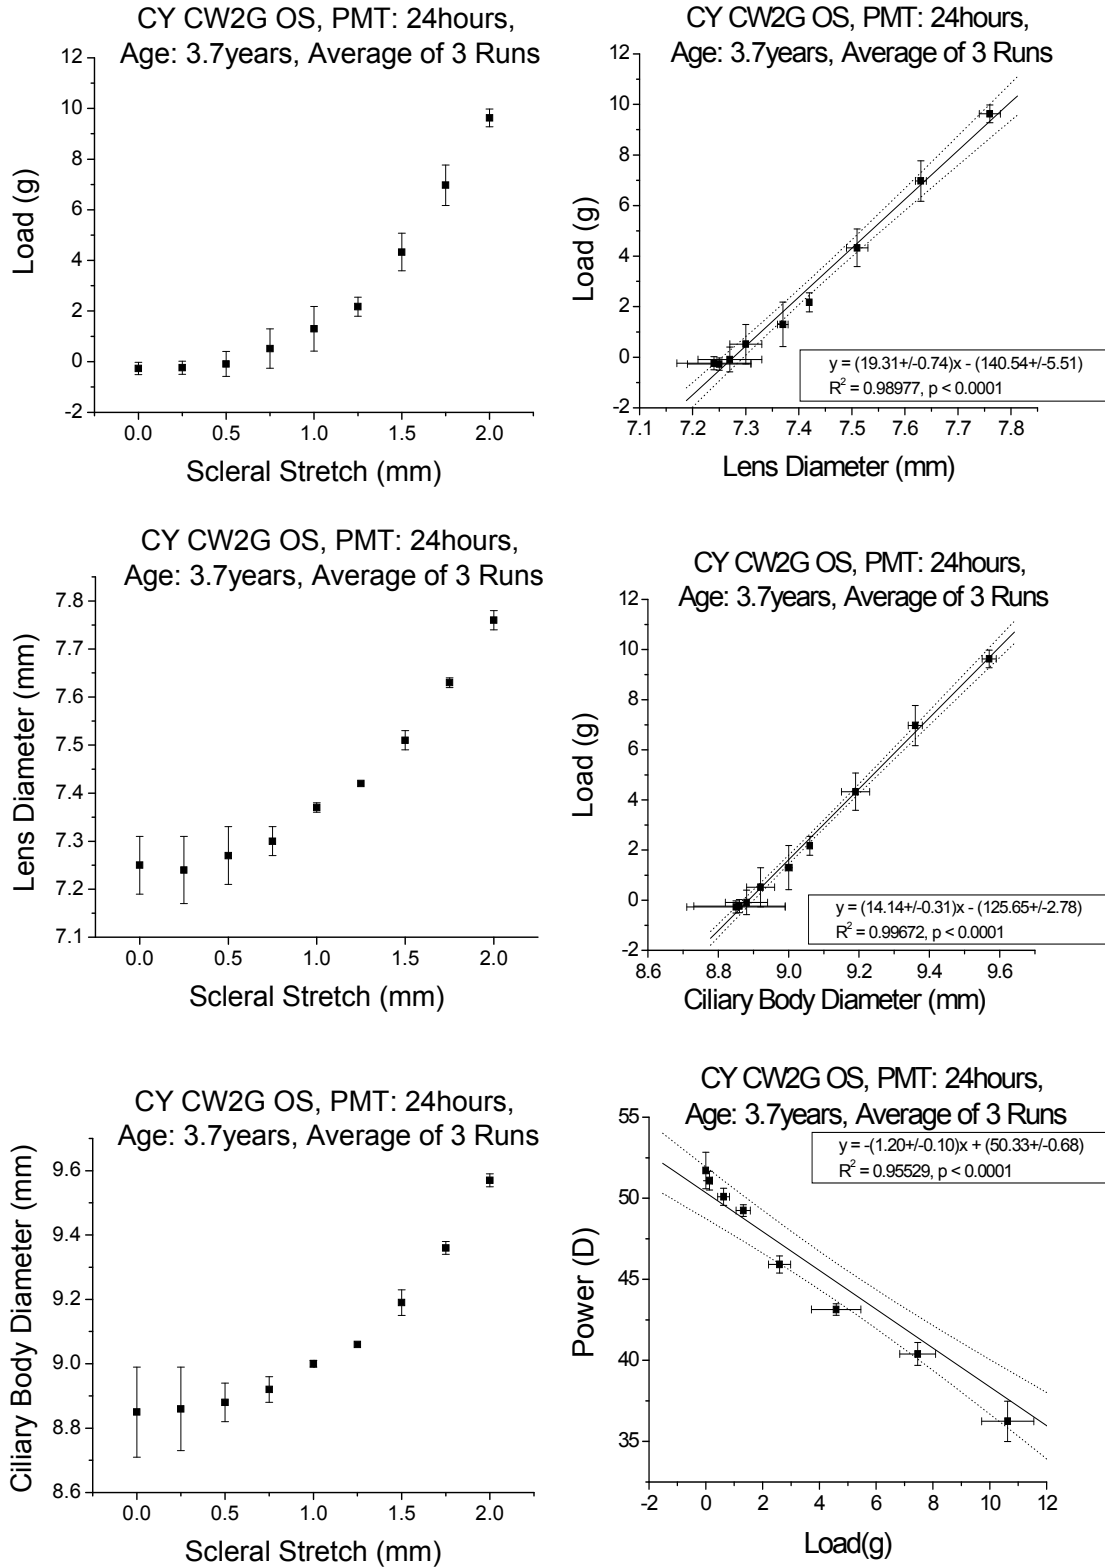 CY CW2G OS, PMT: 24hours,
Age: 3.7years, Average of 3 Runs
12
10
8
6
4
2
0
-2
Load (g)
0.0 0.5 1.0 1.5 2.0
Scleral Stretch (mm)
CY CW2G OS, PMT: 24hours,
Age: 3.7years, Average of 3 Runs
12
10
8
6
4
2
0
-2
Load (g)
y = (19.31+/-0.74)x - (140.54+/-5.51)
R² = 0.98977, p < 0.0001
7.1 7.2 7.3 7.4 7.5 7.6 7.7 7.8
Lens Diameter (mm)
CY CW2G OS, PMT: 24hours,
Age: 3.7years, Average of 3 Runs
7.8
7.7
7.6
7.5
7.4
7.3
7.2
7.1
Lens Diameter (mm)
0.0 0.5 1.0 1.5 2.0
Scleral Stretch (mm)
CY CW2G OS, PMT: 24hours,
Age: 3.7years, Average of 3 Runs
12
10
8
6
4
2
0
-2
Load (g)
y = (14.14+/-0.31)x - (125.65+/-2.78)
R² = 0.99672, p < 0.0001
8.6 8.8 9.0 9.2 9.4 9.6
Ciliary Body Diameter (mm)
CY CW2G OS, PMT: 24hours,
Age: 3.7years, Average of 3 Runs
9.6
9.4
9.2
9.0
8.8
8.6
Ciliary Body Diameter (mm)
0.0 0.5 1.0 1.5 2.0
Scleral Stretch (mm)
CY CW2G OS, PMT: 24hours,
Age: 3.7years, Average of 3 Runs
55
50
45
40
35
Power (D)
y = -(1.20+/-0.10)x + (50.33+/-0.68)
R² = 0.95529, p < 0.0001
-2 0 2 4 6 8 10 12
Load(g)